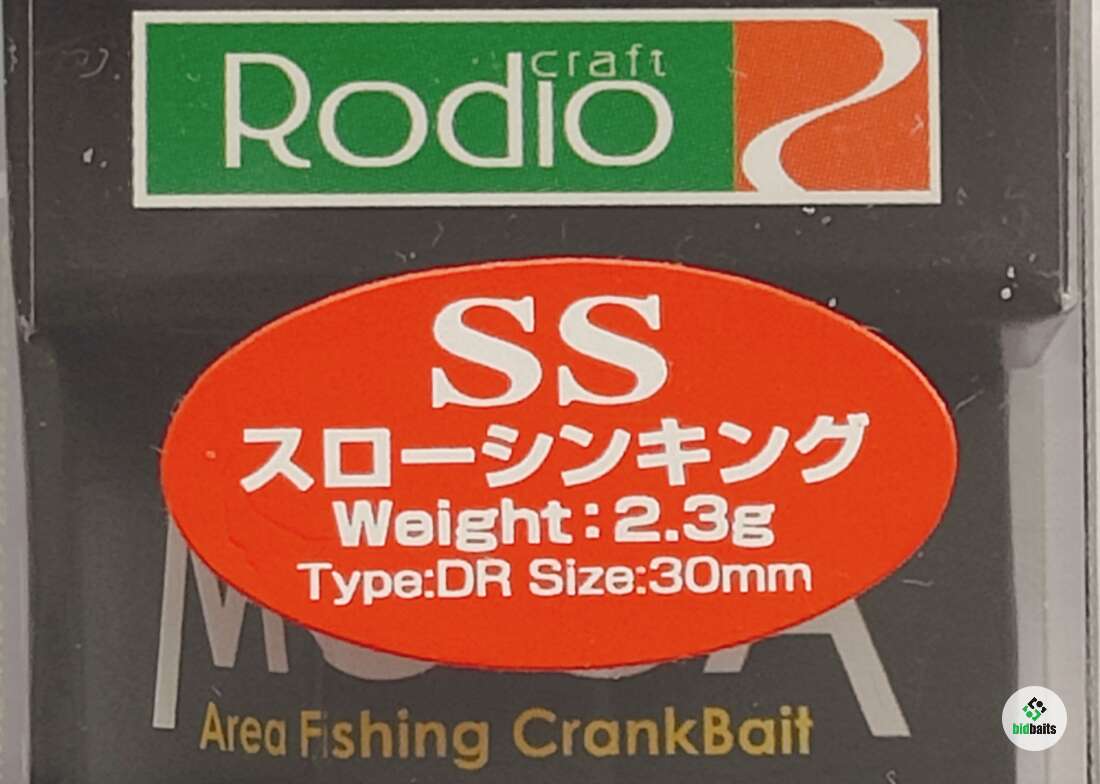 Rodio craft
SS
スローシンキング
Weight:2.3g
Type:DR Size:30mm
Area Fishing CrankBait
bidbaits